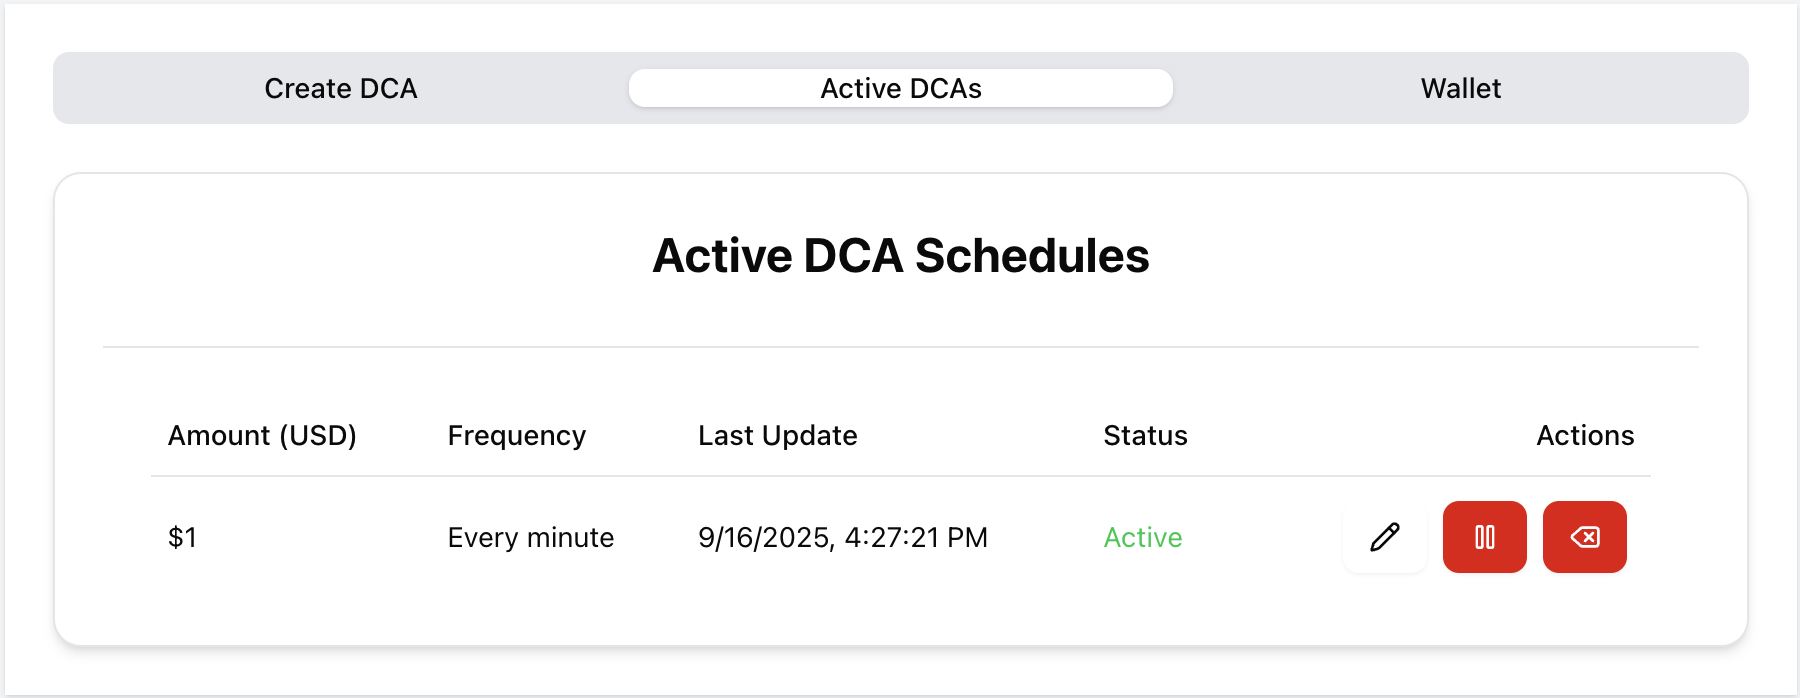 Create DCA Active DCAs Wallet
Active DCA Schedules
Amount (USD) Frequency Last Update Status Actions
$1 Every minute 9/16/2025, 4:27:21 PM Active